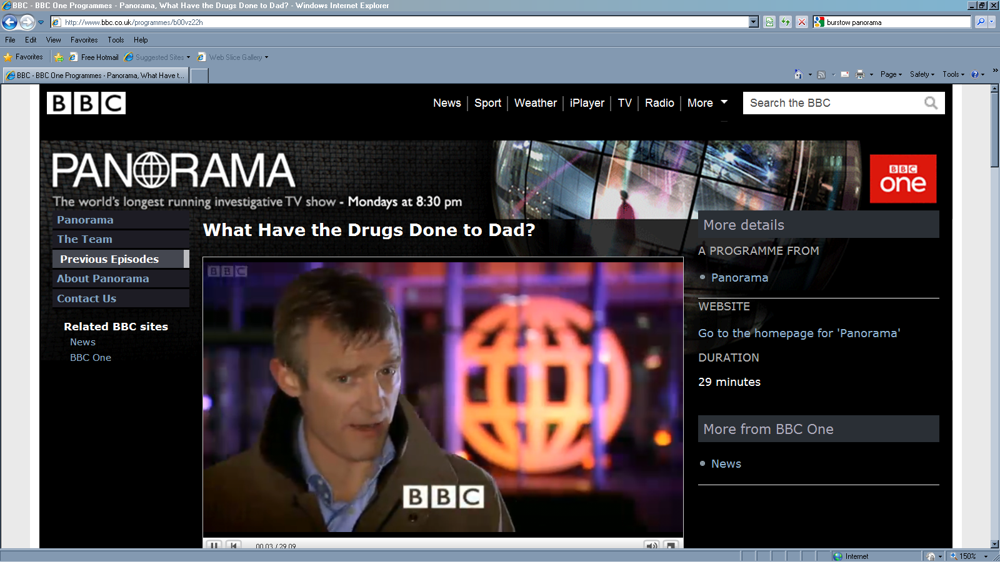 BBC - BBC One Programmes - Panorama, What Have the Drugs Done to Dad? - Windows Internet Explorer
http://www.bbc.co.uk/programmes/b00vz22h
burstow panorama
File Edit View Favorites Tools Help
Favorites Free Hotmail Suggested Sites Web Slice Gallery
BBC - BBC One Programmes - Panorama, What Have t...
Page Safety Tools
BBC
News Sport Weather iPlayer TV Radio More
Search the BBC
PANORAMA
The world's longest running investigative TV show - Mondays at 8:30 pm
BBC
one
Panorama
The Team
Previous Episodes
About Panorama
Contact Us
Related BBC sites
News
BBC One
What Have the Drugs Done to Dad?
BBC
BBC
00.03 / 29.09
More details
A PROGRAMME FROM
Panorama
WEBSITE
Go to the homepage for 'Panorama'
DURATION
29 minutes
More from BBC One
News
Internet
150%